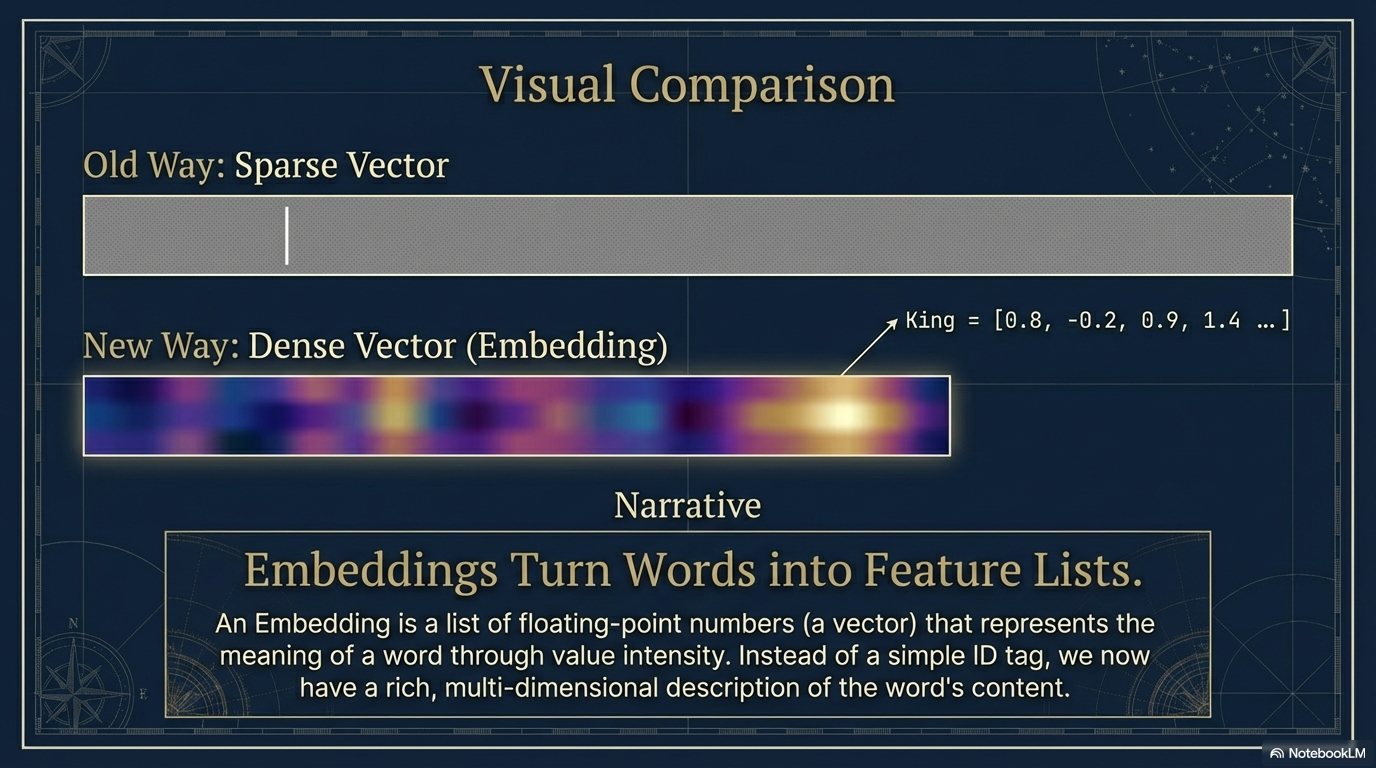 Visual Comparison
Old Way: Sparse Vector
King = [0.8, -0.2, 0.9, 1.4 ...]
New Way: Dense Vector (Embedding)
Narrative
Embeddings Turn Words into Feature Lists.
An Embedding is a list of floating-point numbers (a vector) that represents the
meaning of a word through value intensity. Instead of a simple ID tag, we now
have a rich, multi-dimensional description of the word's content.
N
E
NotebookLM